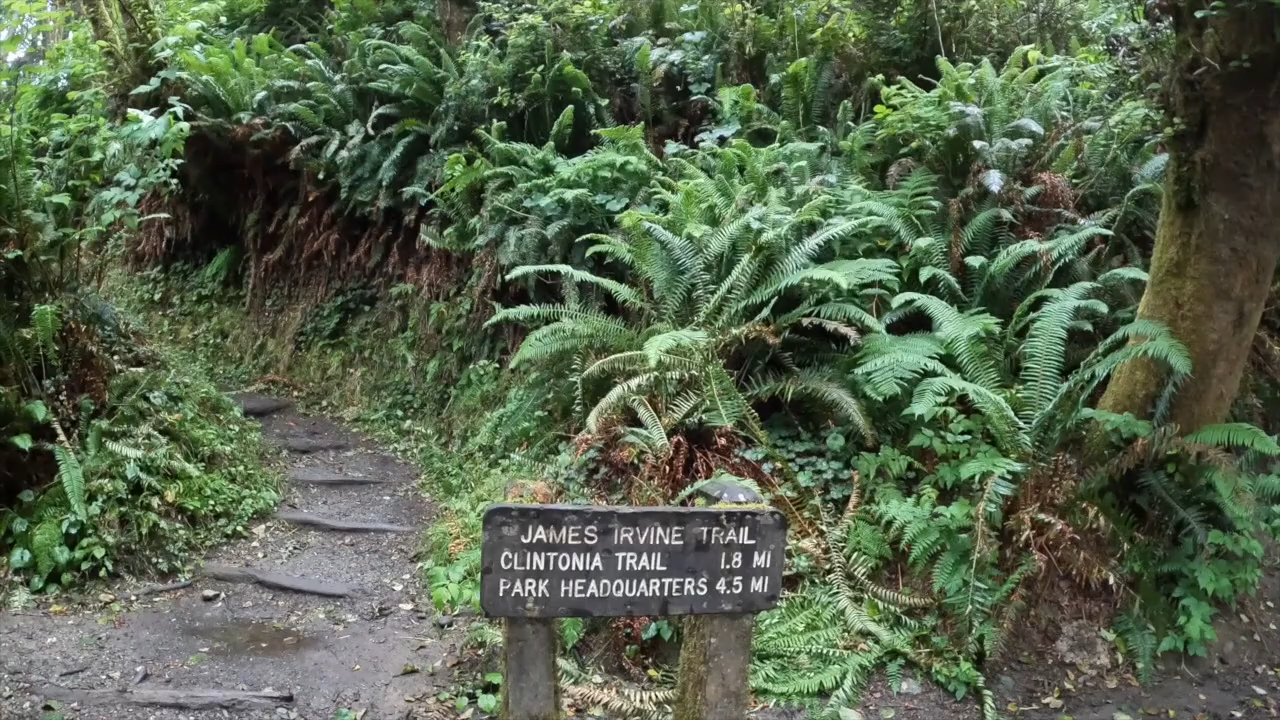 JAMES IRVINE TRAIL
CLINTONIA TRAIL 1.8 MI
PARK HEADQUARTERS 4.5 MI